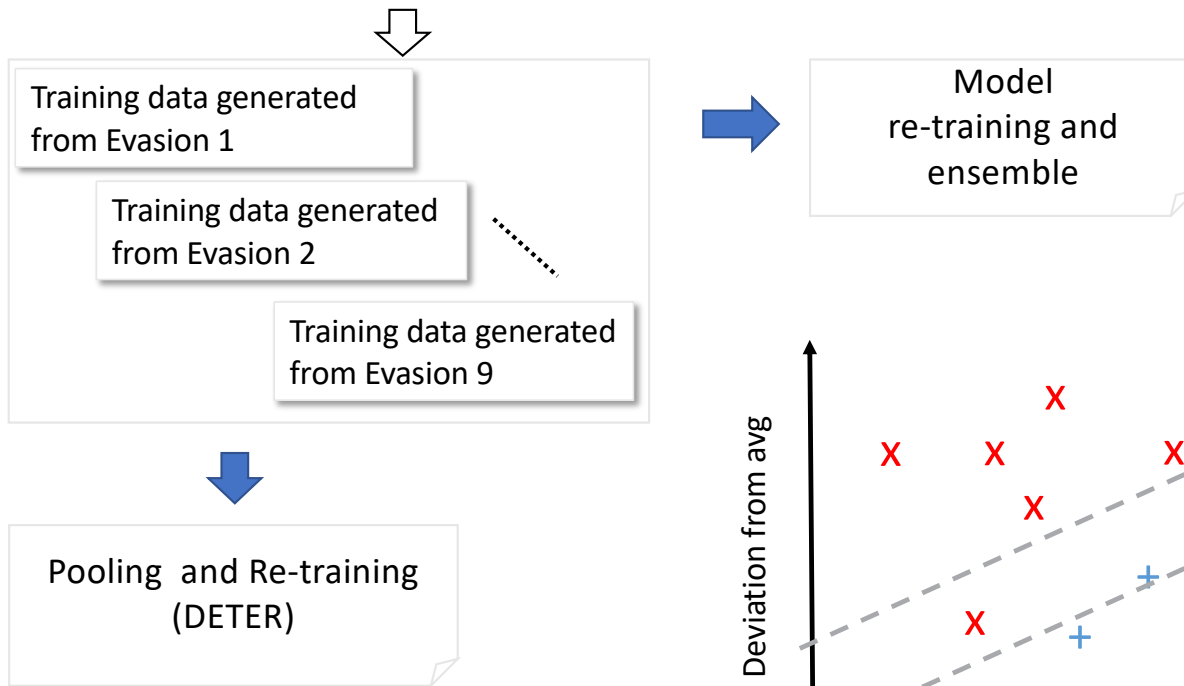 Training data generated
from Evasion 1
Training data generated
from Evasion 2
Training data generated
from Evasion 9
Model
re-training and
ensemble
Pooling and Re-training
(DETER)
Deviation from avg
x
x
x
x
x
x
+
+